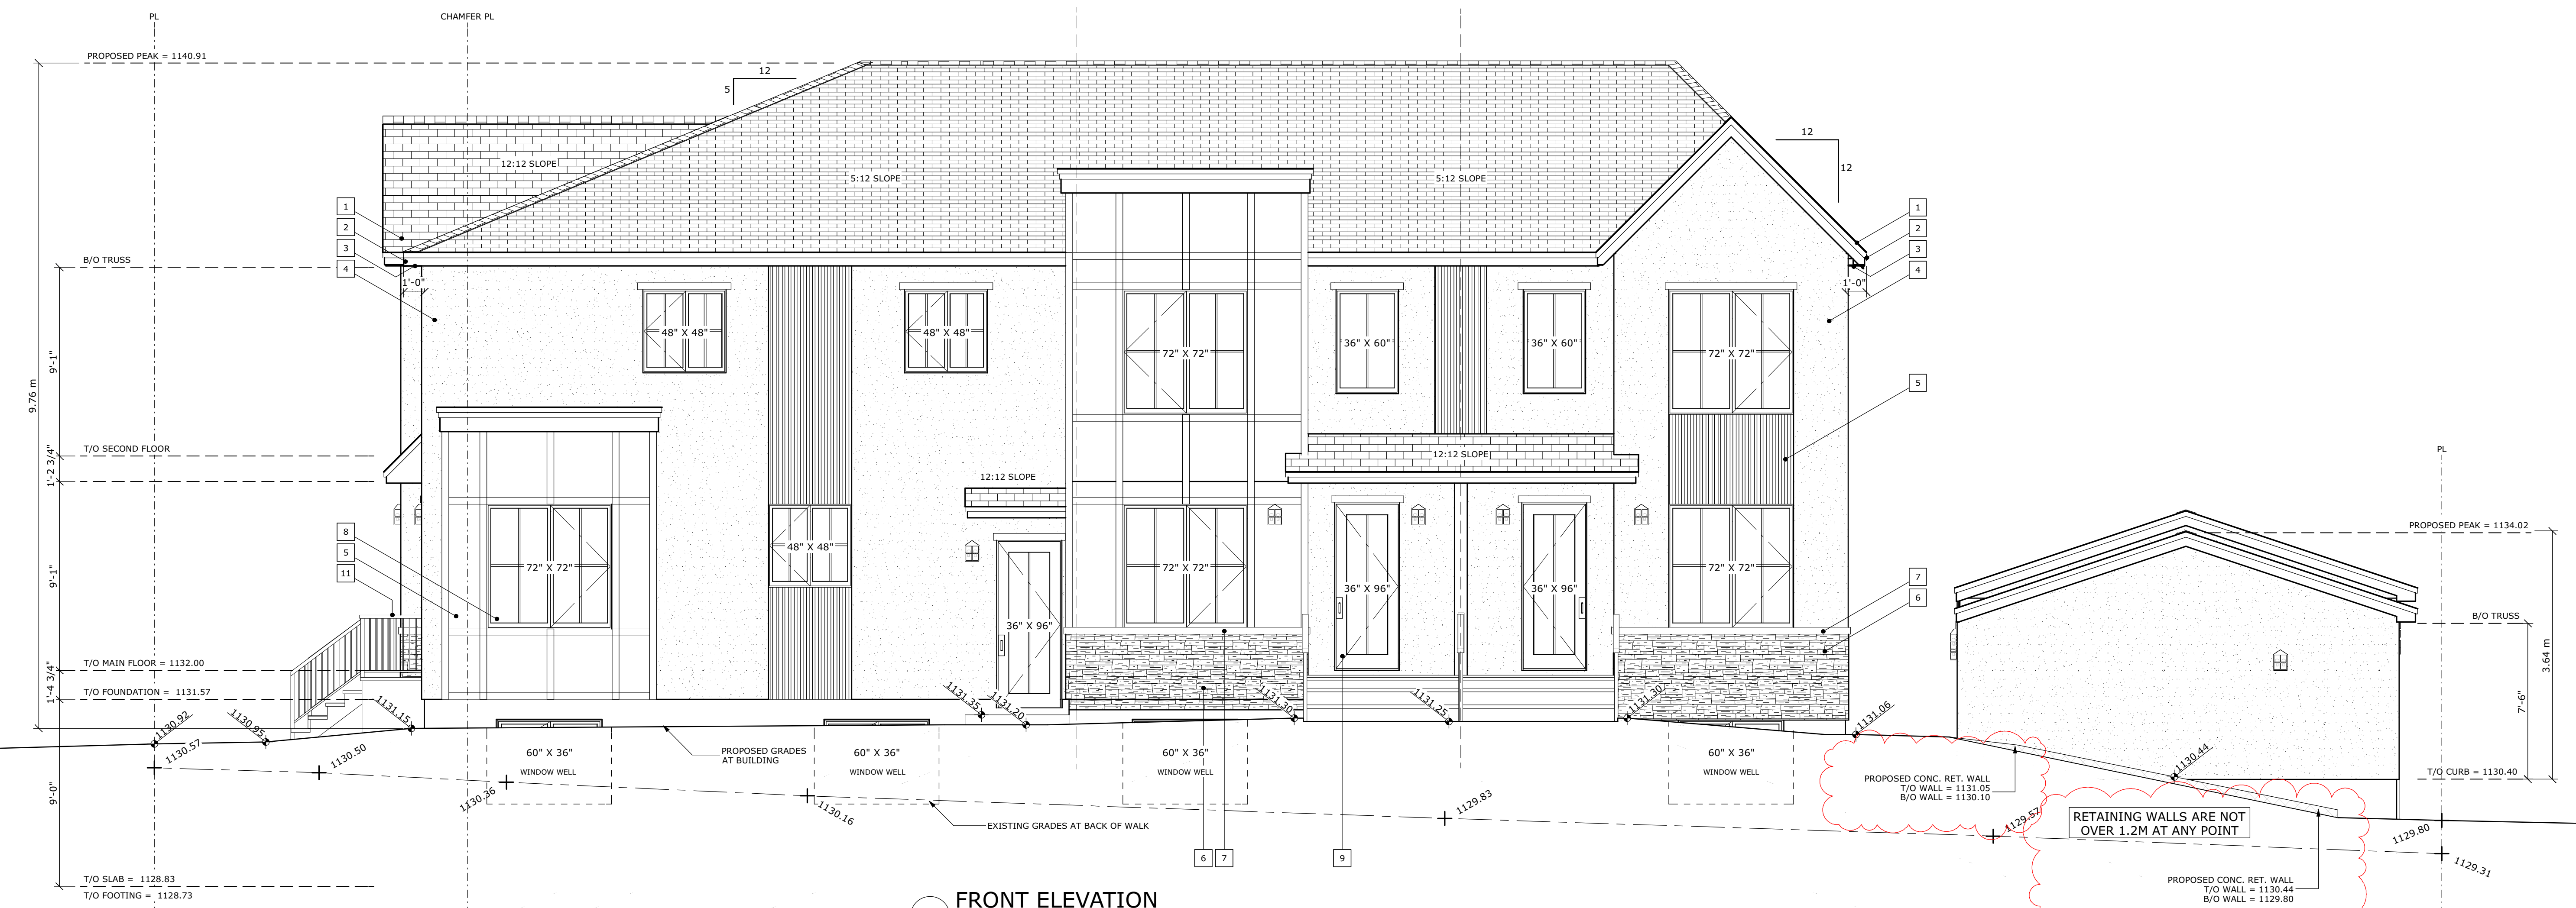 PL
CHAMFER PL
PROPOSED PEAK = 1140.91
12
5
12
12
12:12 SLOPE
5:12 SLOPE
5:12 SLOPE
1
2
3
4
1
2
3
4
B/O TRUSS
1'-0"
1'-0"
48" X 48"
48" X 48"
72" X 72"
36" X 60"
36" X 60"
72" X 72"
9'-1"
9.76 m
5
T/O SECOND FLOOR
1'-2 3/4"
12:12 SLOPE
12:12 SLOPE
PL
8
5
11
48" X 48"
72" X 72"
72" X 72"
36" X 96"
36" X 96"
72" X 72"
36" X 96"
9'-1"
PROPOSED PEAK = 1134.02
7
6
B/O TRUSS
3.64 m
7'-6"
T/O MAIN FLOOR = 1132.00
1'-4 3/4"
T/O FOUNDATION = 1131.57
1130.92
1130.95
1131.15
1131.35
1131.20
1131.30
1131.25
1131.30
1131.06
1130.57
1130.50
1130.36
1130.16
1129.83
1129.57
1130.44
1129.80
1129.31
PROPOSED GRADES
AT BUILDING
60" X 36"
WINDOW WELL
60" X 36"
WINDOW WELL
60" X 36"
WINDOW WELL
60" X 36"
WINDOW WELL
T/O CURB = 1130.40
PROPOSED CONC. RET. WALL
T/O WALL = 1131.05
B/O WALL = 1130.10
9'-0"
EXISTING GRADES AT BACK OF WALK
RETAINING WALLS ARE NOT
OVER 1.2M AT ANY POINT
6
7
9
T/O SLAB = 1128.83
T/O FOOTING = 1128.73
PROPOSED CONC. RET. WALL
T/O WALL = 1130.44
B/O WALL = 1129.80
FRONT ELEVATION